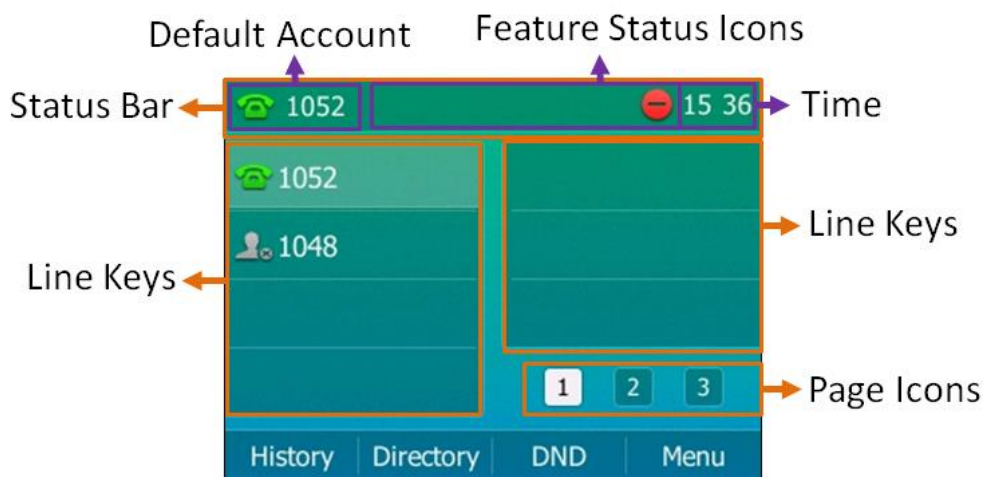 Default Account
Feature Status Icons
Status Bar
1052
15 36
Time
1052
1048
Line Keys
Line Keys
1
2
3
Page Icons
History
Directory
DND
Menu